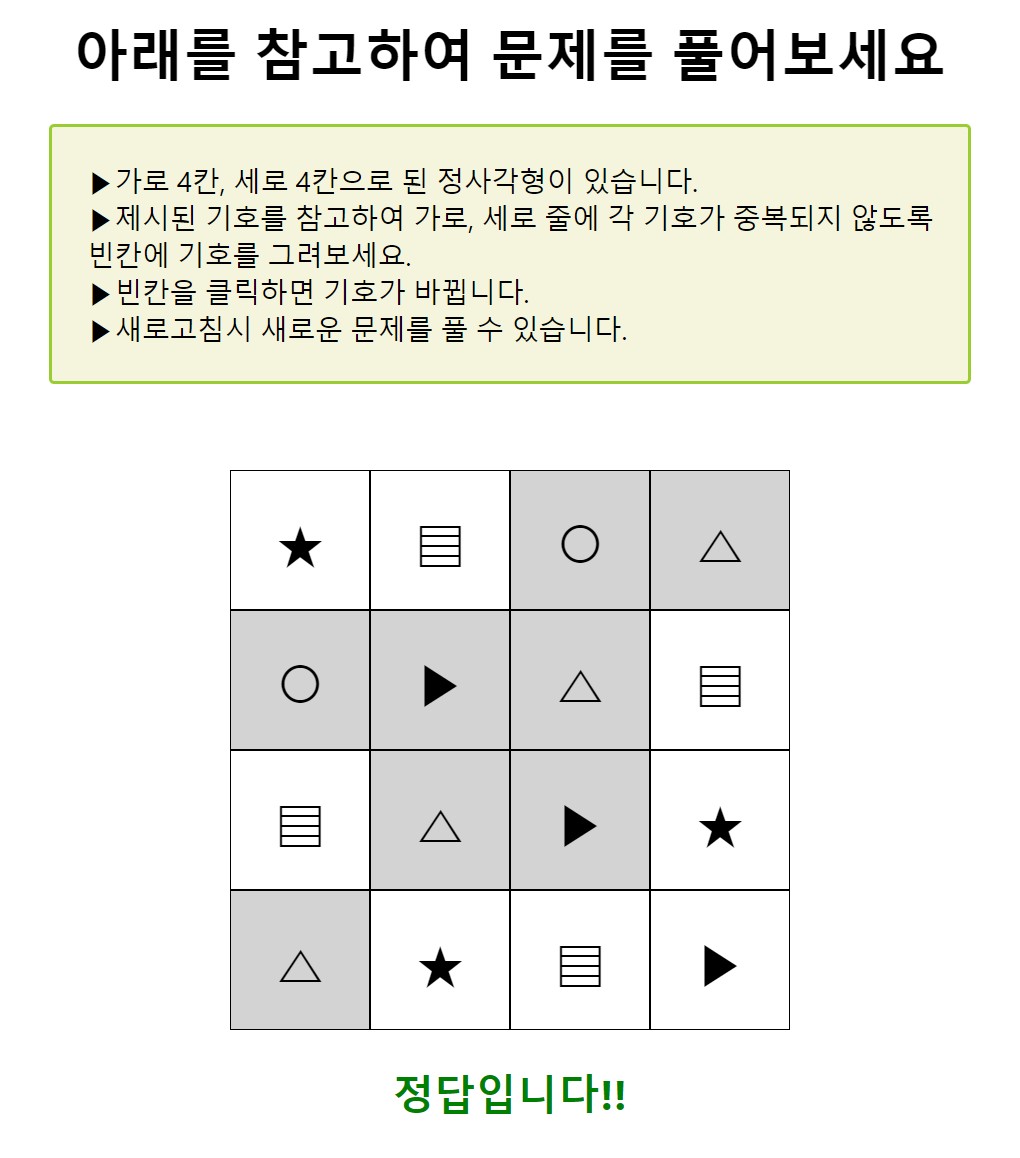 아래를 참고하여 문제를 풀어보세요
▶가로 4칸, 세로 4칸으로 된 정사각형이 있습니다.
▶제시된 기호를 참고하여 가로, 세로 줄에 각 기호가 중복되지 않도록
빈칸에 기호를 그려보세요.
▶빈칸을 클릭하면 기호가 바뀝니다.
▶새로고침시 새로운 문제를 풀 수 있습니다.
★ ▤ ○ △
○ ▶ △ ▤
▤ △ ▶ ★
△ ★ ▤ ▶
정답입니다!!